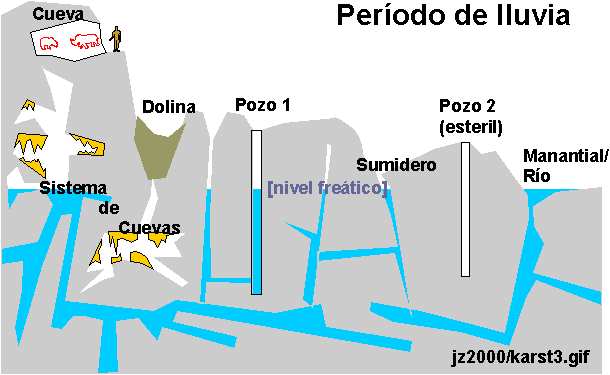 Período de lluvia
Cueva
Dolina
Pozo 1
Pozo 2
(esteril)
Sumidero
Manantial/
Río
[nivel freático]
Sistema
de
Cuevas
jz2000/karst3.gif